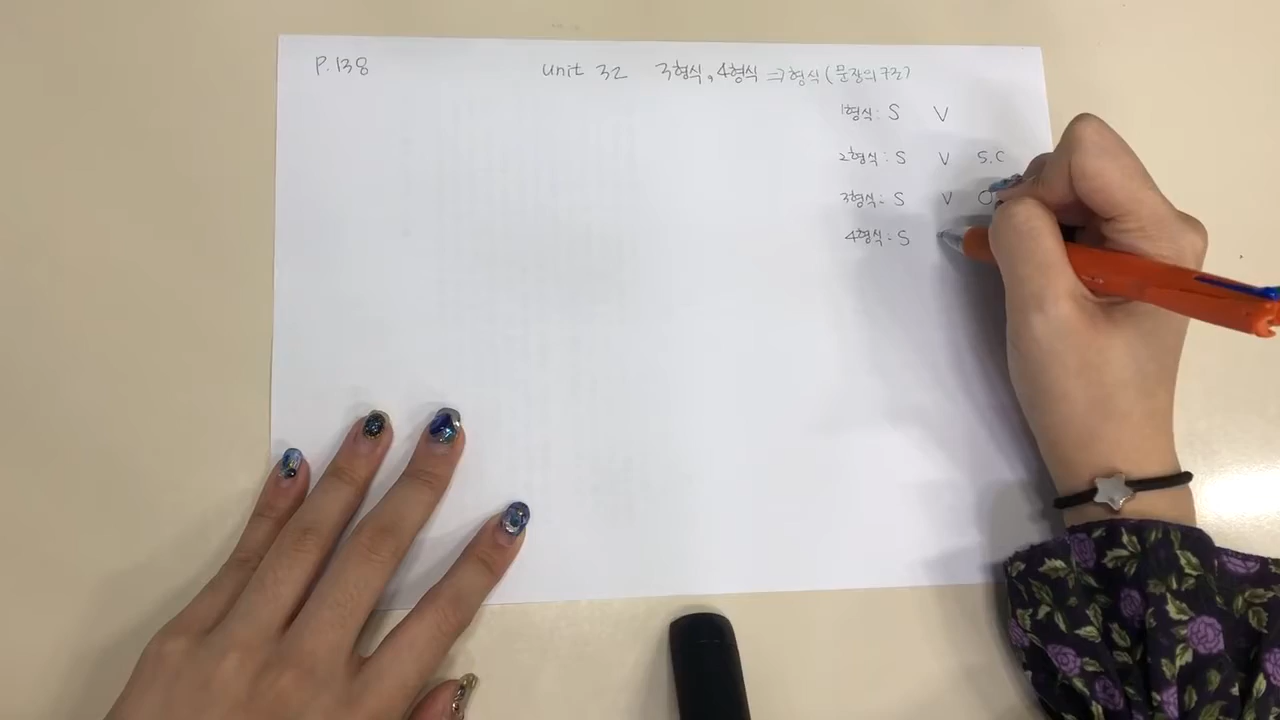 P.138
Unit 32 3형식, 4형식 ⇒ 형식 (문장의 구조)
1형식: S V
2형식: S V S.C
3형식: S V O
4형식: S